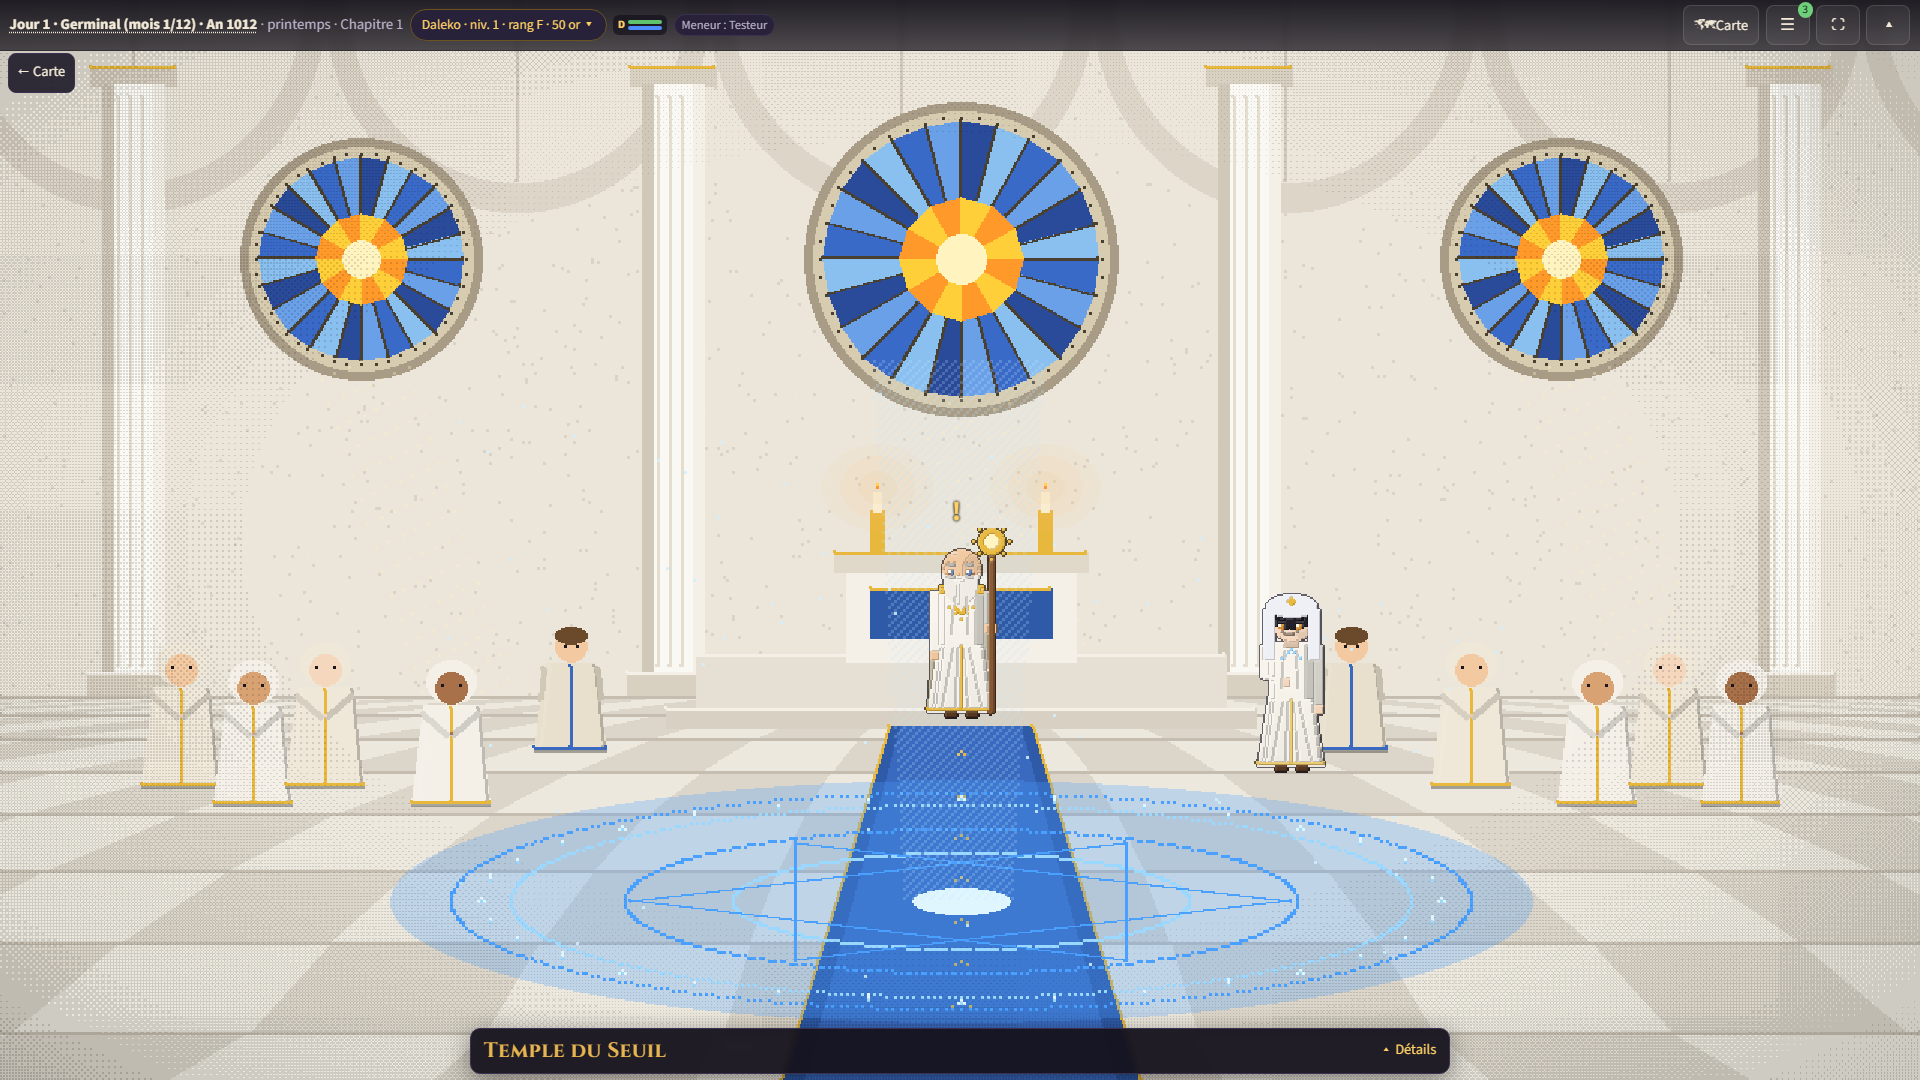 Jour 1 · Germinal (mois 1/12) · An 1012 · printemps · Chapitre 1
Daleko · niv. 1 · rang F · 50 or ▾
D
Meneur : Testeur
Carte
3
← Carte
!
Temple du Seuil
▴ Détails